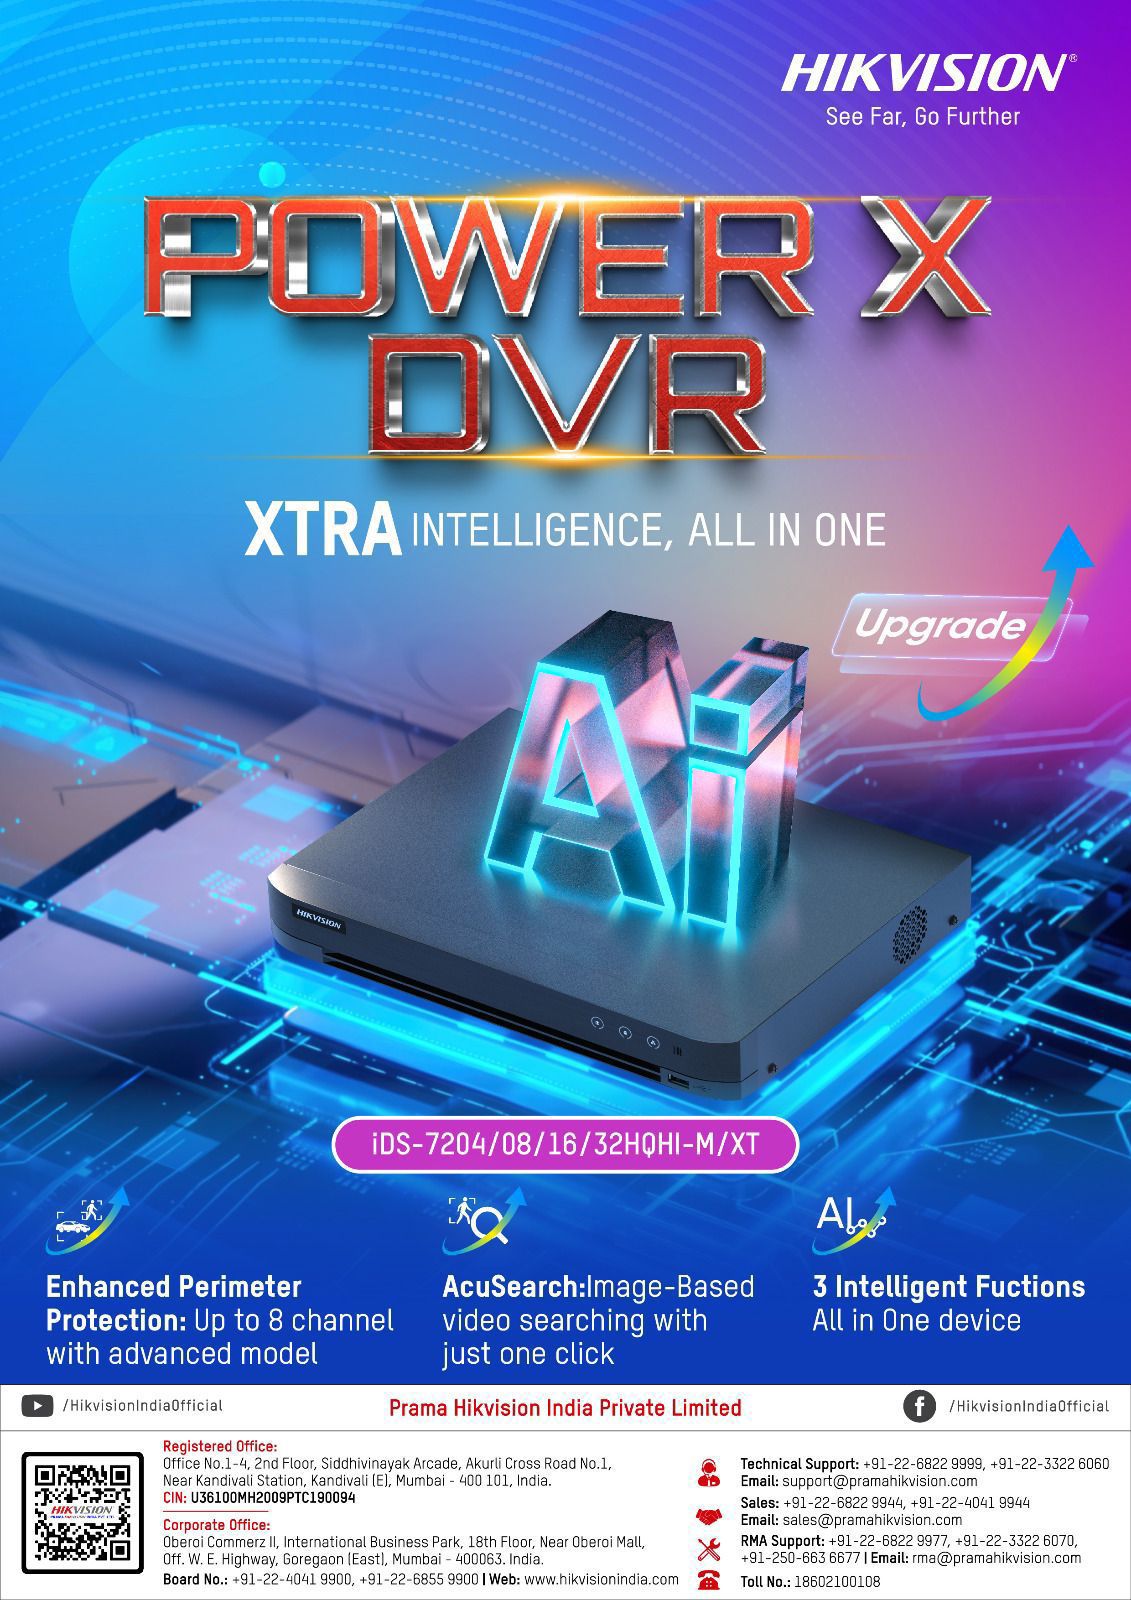 HIKVISION®
See Far, Go Further
POWER X
DVR
XTRA INTELLIGENCE, ALL IN ONE
Upgrade
Ai
HIKVISION
iDS-7204/08/16/32HQHI-M/XT
AI
Enhanced Perimeter
Protection: Up to 8 channel
with advanced model
AcuSearch:Image-Based
video searching with
just one click
3 Intelligent Fuctions
All in One device
/HikvisionIndiaOfficial
Prama Hikvision India Private Limited
/HikvisionIndiaOfficial
HIKVISION
Registered Office:
Office No.1-4, 2nd Floor, Siddhivinayak Arcade, Akurli Cross Road No.1,
Near Kandivali Station, Kandivali (E), Mumbai - 400 101, India.
CIN: U36100MH2009PTC190094
Corporate Office:
Oberoi Commerz II, International Business Park, 18th Floor, Near Oberoi Mall,
Off. W. E. Highway, Goregaon (East), Mumbai - 400063. India.
Board No.: +91-22-4041 9900, +91-22-6855 9900 | Web: www.hikvisionindia.com
Technical Support: +91-22-6822 9999, +91-22-3322 6060
Email: support@pramahikvision.com
Sales: +91-22-6822 9944, +91-22-4041 9944
Email: sales@pramahikvision.com
RMA Support: +91-22-6822 9977, +91-22-3322 6070,
+91-250-663 6677 | Email: rma@pramahikvision.com
Toll No.: 18602100108